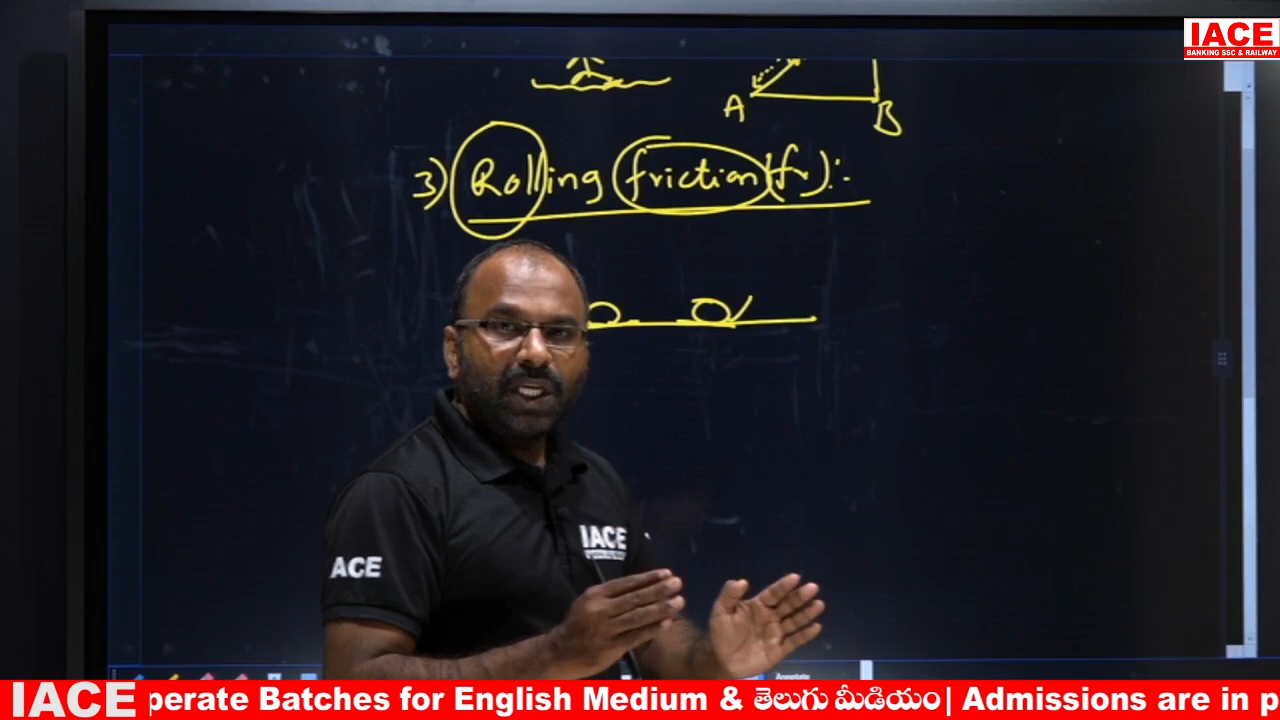 IACE
BANKING SSC & RAILWAY
A
B
3) Rolling friction (fr):-
IACE
ACE
Annotate
IACE perate Batches for English Medium & తెలుగు మీడియం| Admissions are in p